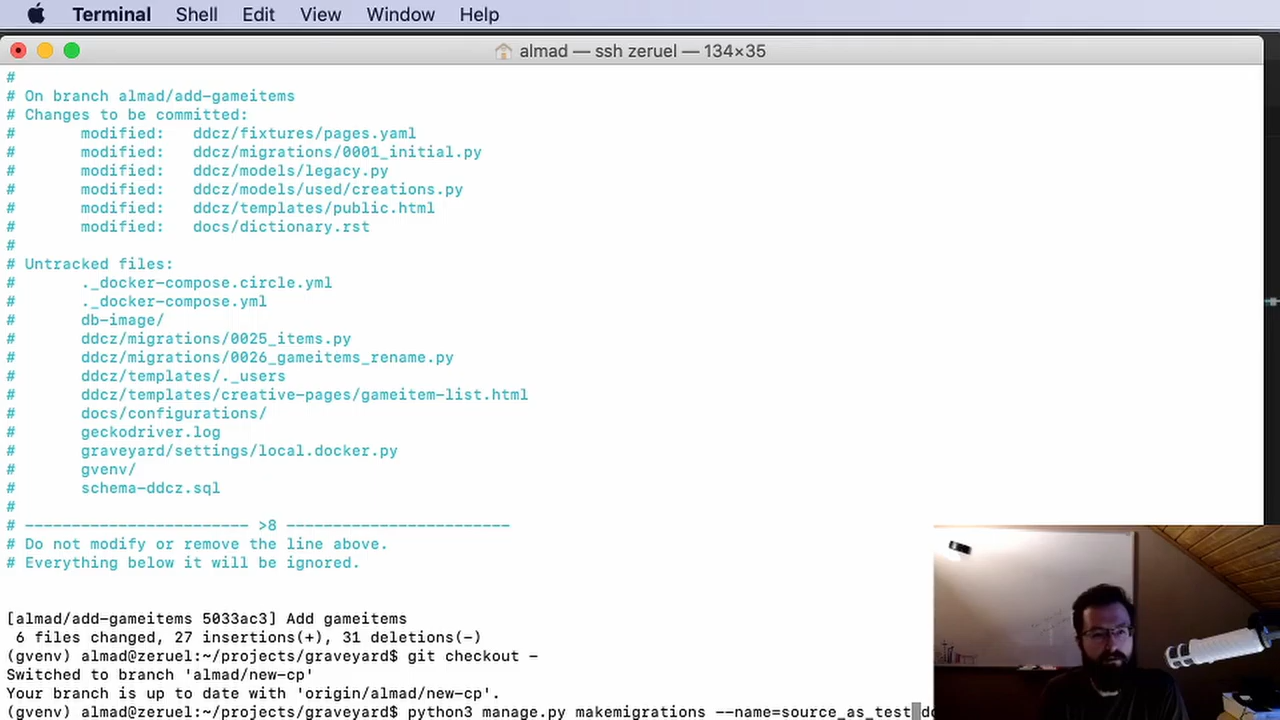 Terminal Shell Edit View Window Help
almad — ssh zeruel — 134×35
#
# On branch almad/add-gameitems
# Changes to be committed:
#       modified:   ddcz/fixtures/pages.yaml
#       modified:   ddcz/migrations/0001_initial.py
#       modified:   ddcz/models/legacy.py
#       modified:   ddcz/models/used/creations.py
#       modified:   ddcz/templates/public.html
#       modified:   docs/dictionary.rst
#
# Untracked files:
#       ._docker-compose.circle.yml
#       ._docker-compose.yml
#       db-image/
#       ddcz/migrations/0025_items.py
#       ddcz/migrations/0026_gameitems_rename.py
#       ddcz/templates/._users
#       ddcz/templates/creative-pages/gameitem-list.html
#       docs/configurations/
#       geckodriver.log
#       graveyard/settings/local.docker.py
#       gvenv/
#       schema-ddcz.sql
#
# ------------------------ >8 ------------------------
# Do not modify or remove the line above.
# Everything below it will be ignored.
[almad/add-gameitems 5033ac3] Add gameitems
 6 files changed, 27 insertions(+), 31 deletions(-)
(gvenv) almad@zeruel:~/projects/graveyard$ git checkout -
Switched to branch 'almad/new-cp'
Your branch is up to date with 'origin/almad/new-cp'.
(gvenv) almad@zeruel:~/projects/graveyard$ python3 manage.py makemigrations --name=source_as_test